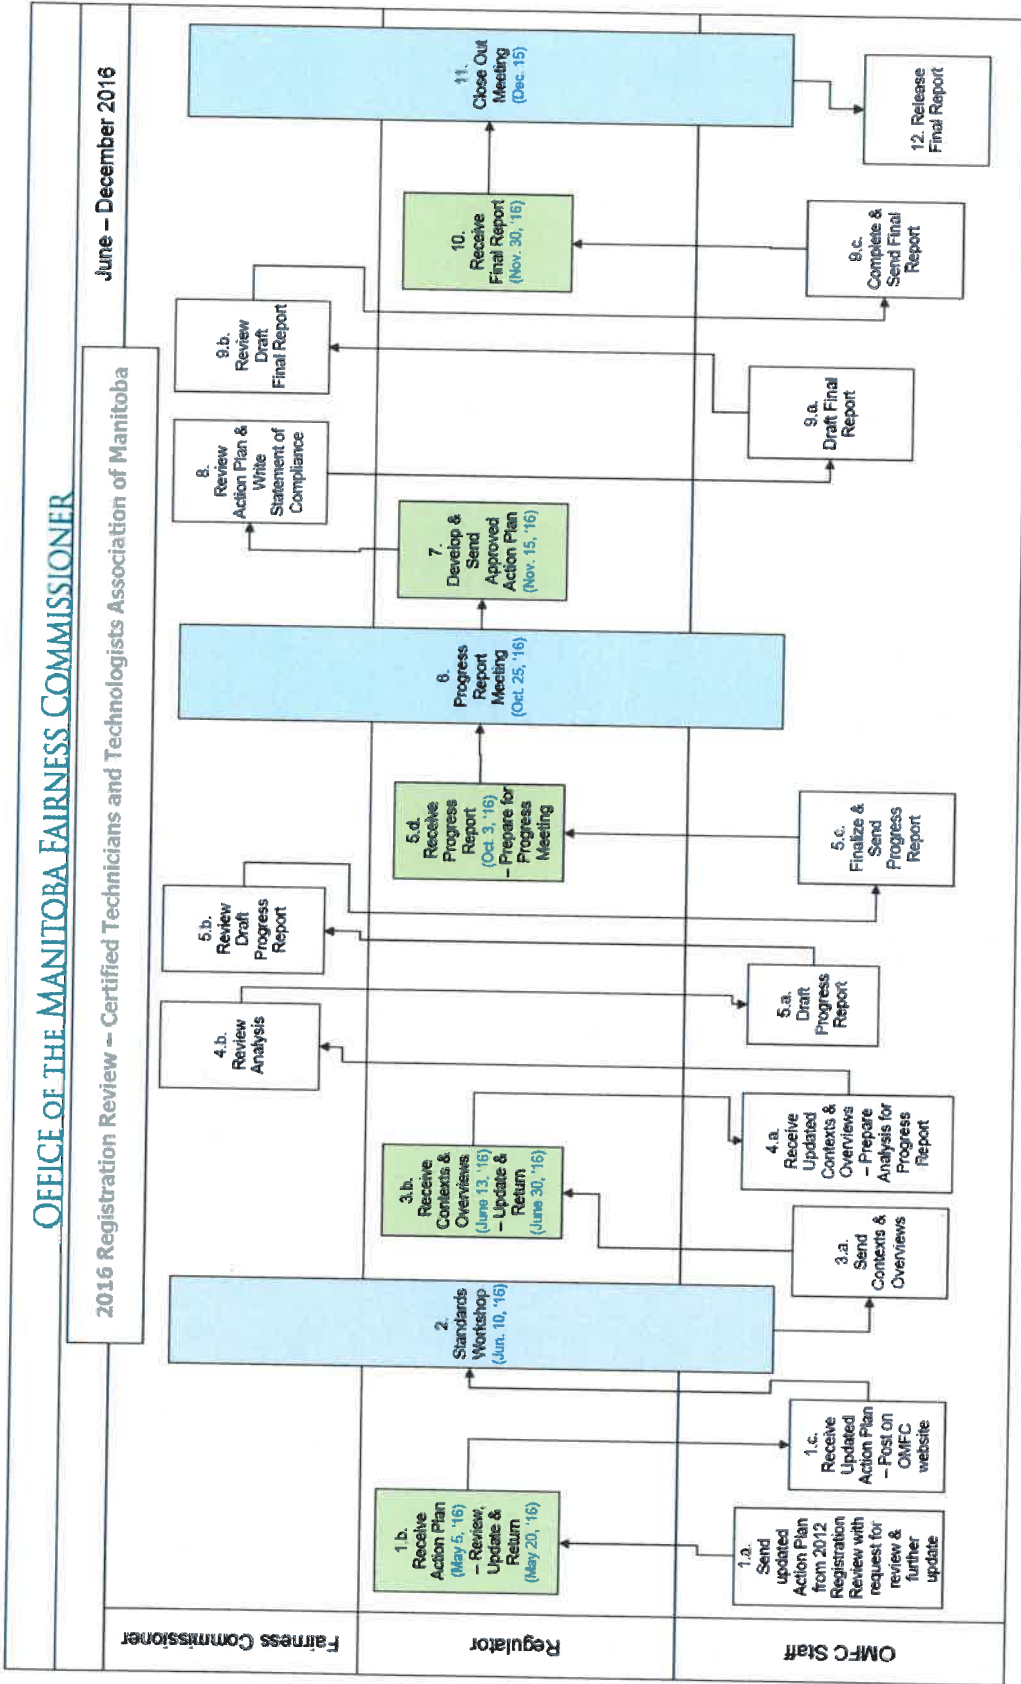 OFFICE OF THE MANITOBA FAIRNESS COMMISSIONER
2016 Registration Review – Certified Technicians and Technologists Association of Manitoba
June – December 2016
Fairness Commissioner
Regulator
OMFC Staff
1.a.
Send
updated
Action Plan
from 2012
Registration
Review with
request for
review &
further
update
1.b.
Receive
Action Plan
(May 5, '16)
– Review,
Update &
Return
(May 20, '16)
1.c.
Receive
Updated
Action Plan
– Post on
OMFC
website
2.
Standards
Workshop
(Jun. 10, '16)
3.a.
Send
Contexts &
Overviews
3.b.
Receive
Contexts &
Overviews
(June 13, '16)
– Update &
Return
(June 30, '16)
4.a.
Receive
Updated
Contexts &
Overviews
– Prepare
Analysis for
Progress
Report
4.b.
Review
Analysis
5.a.
Draft
Progress
Report
5.b.
Review
Draft
Progress
Report
5.c.
Finalize &
Send
Progress
Report
5.d.
Receive
Progress
Report
(Oct. 3, '16)
– Prepare for
Progress
Meeting
6.
Progress
Report
Meeting
(Oct. 25, '16)
7.
Develop &
Send
Approved
Action Plan
(Nov. 15, '16)
8.
Review
Action Plan &
Write
Statement of
Compliance
9.a.
Draft Final
Report
9.b.
Review
Draft
Final Report
9.c.
Complete &
Send Final
Report
10.
Receive
Final Report
(Nov. 30, '16)
11.
Close Out
Meeting
(Dec. 15)
12. Release
Final Report